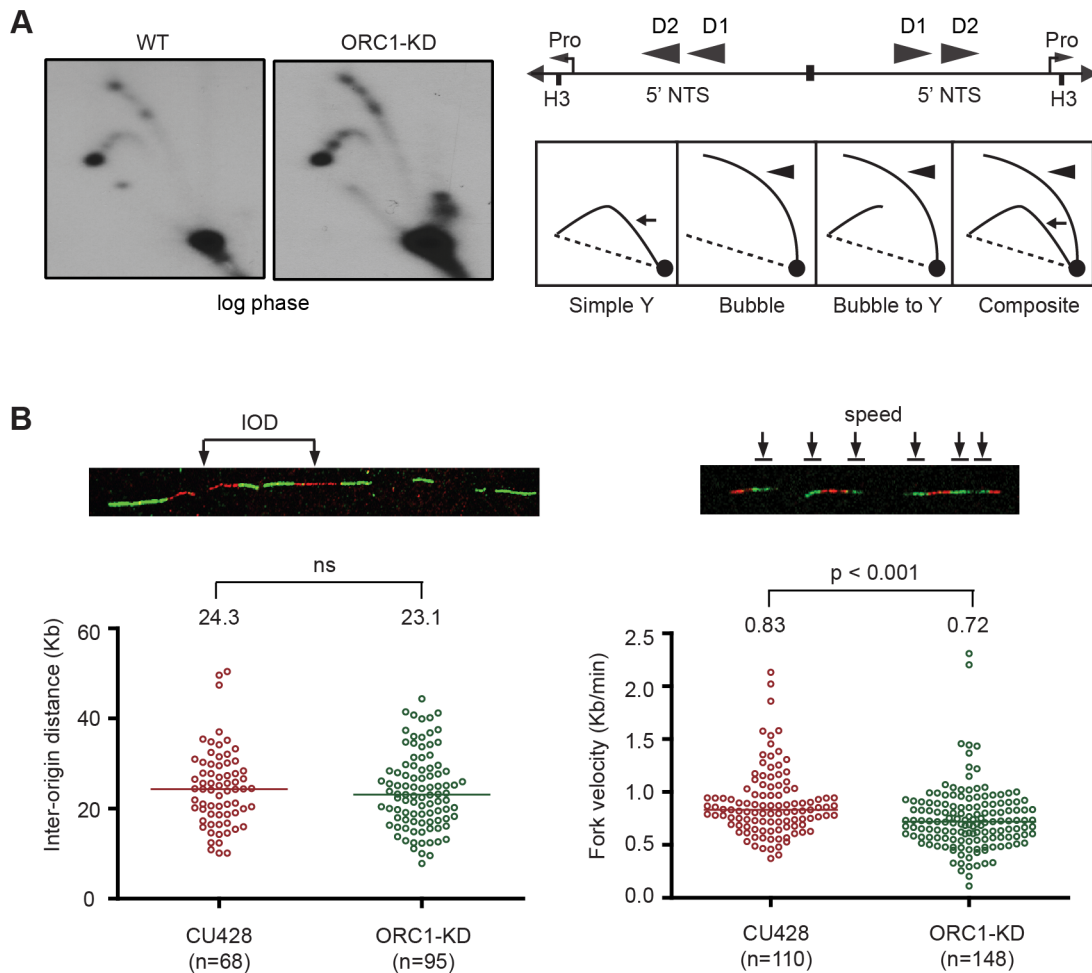 A
WT
ORC1-KD
log phase
D2 D1 D1 D2
Pro Pro
H3 5' NTS 5' NTS H3
Simple Y Bubble Bubble to Y Composite
B
IOD
speed
ns
24.3 23.1
Inter-origin distance (Kb)
60
40
20
0
CU428 ORC1-KD
(n=68) (n=95)
p < 0.001
0.83 0.72
Fork velocity (Kb/min)
2.5
2.0
1.5
1.0
0.5
0.0
CU428 ORC1-KD
(n=110) (n=148)